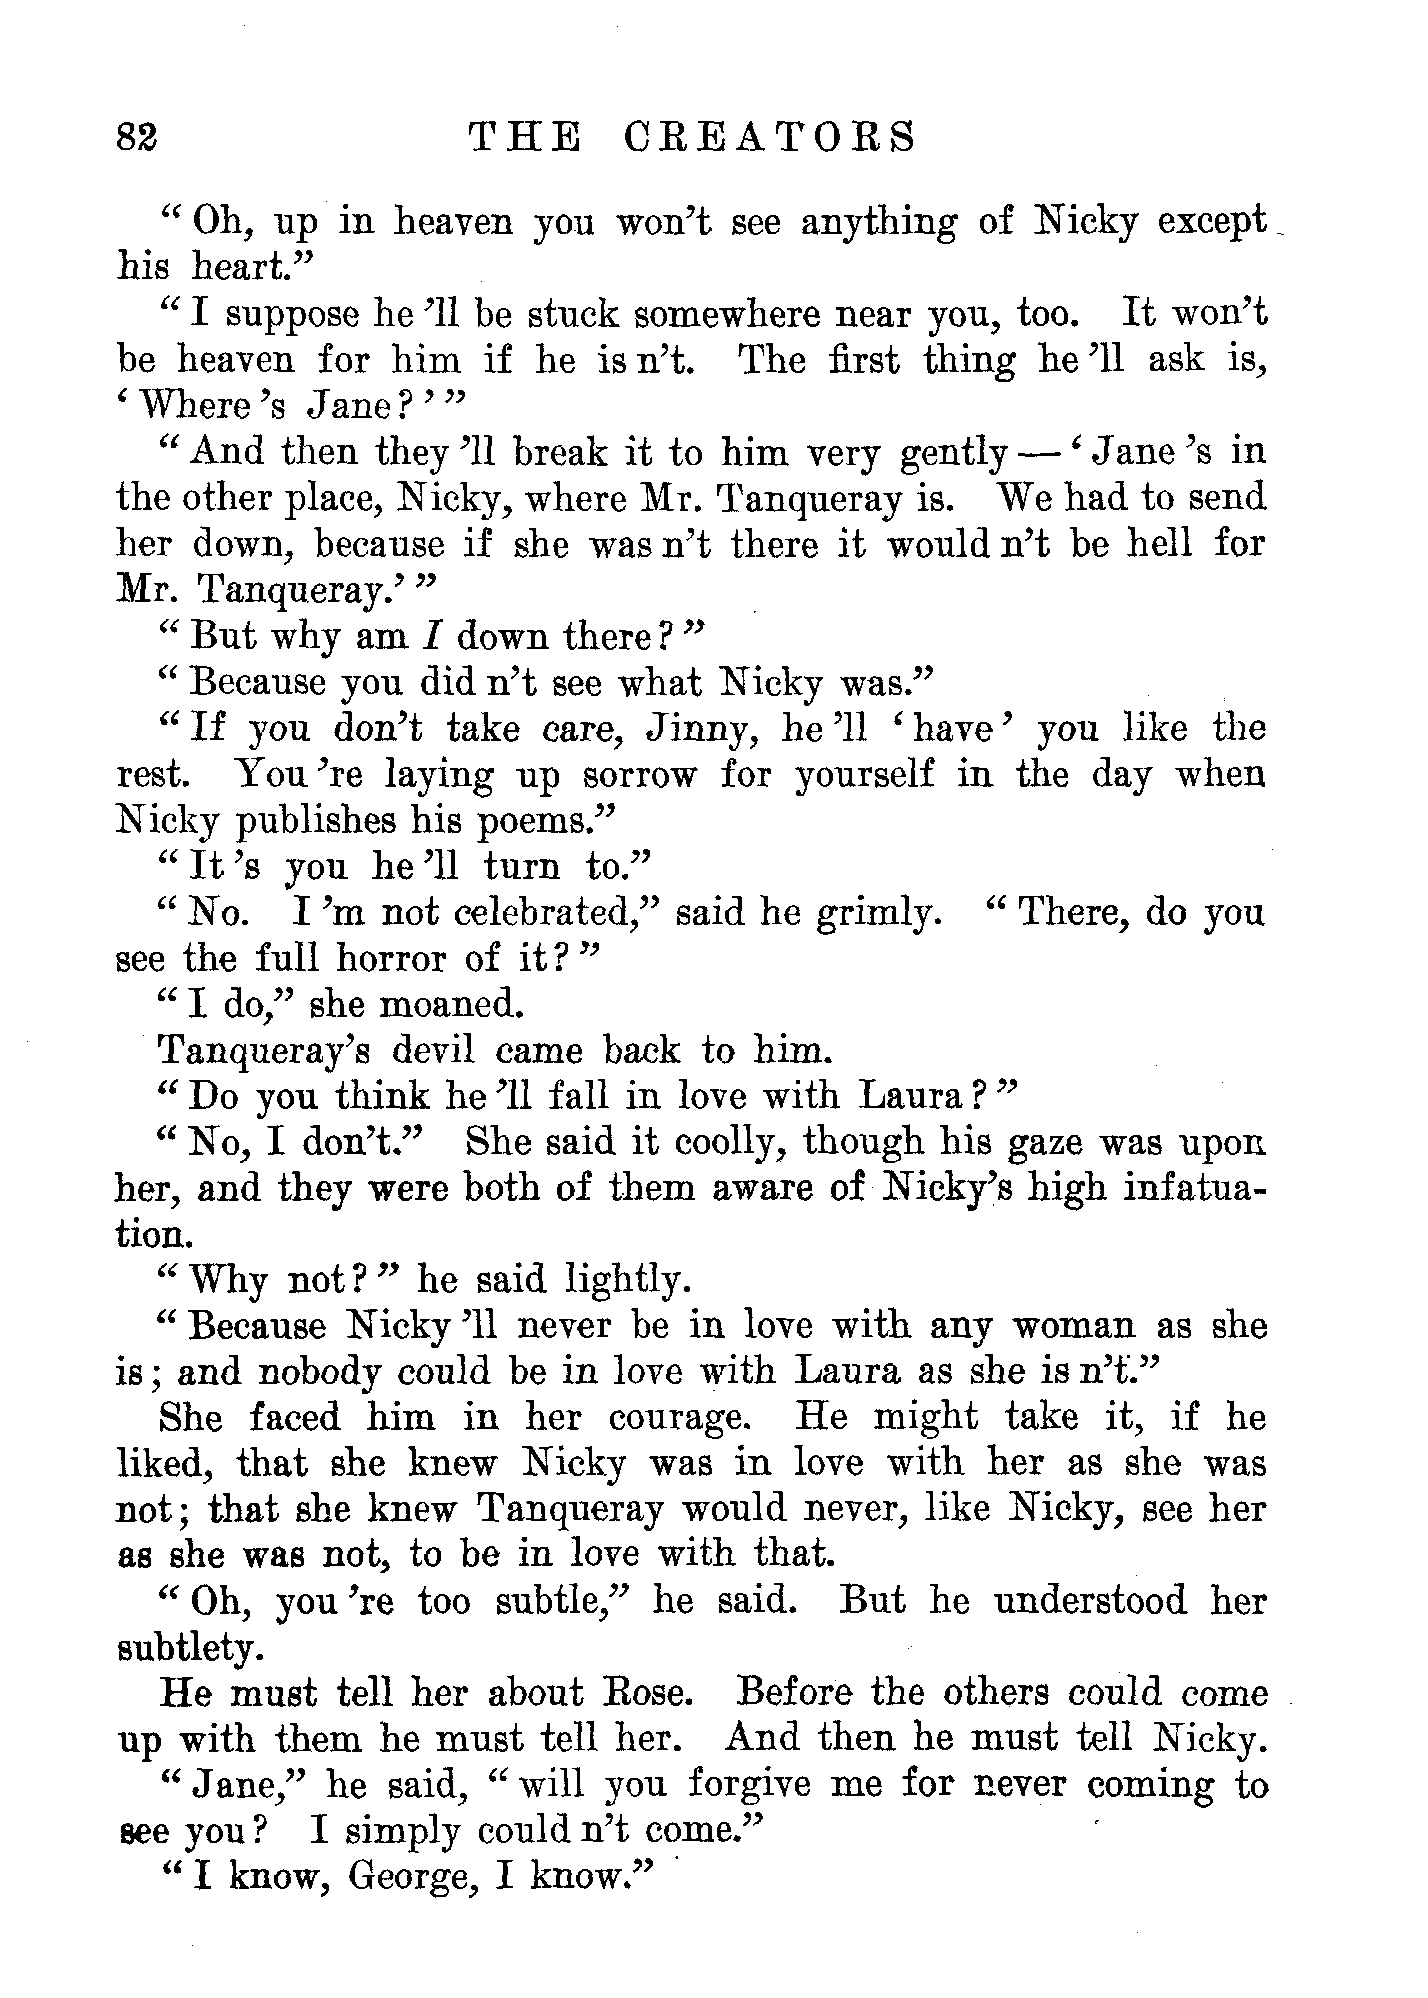 82 THE CREATORS
“ Oh, up in heaven you won’t see anything of Nicky except
his heart.”
“ I suppose he ’ll be stuck somewhere near you, too. It won’t
be heaven for him if he is n’t. The first thing he ’ll ask is,
‘ Where ’s Jane? ’ ”
“ And then they ’ll break it to him very gently — ‘ Jane ’s in
the other place, Nicky, where Mr. Tanqueray is. We had to send
her down, because if she was n’t there it would n’t be hell for
Mr. Tanqueray.’ ”
“ But why am I down there? ”
“ Because you did n’t see what Nicky was.”
“ If you don’t take care, Jinny, he ’ll ‘ have ’ you like the
rest. You ’re laying up sorrow for yourself in the day when
Nicky publishes his poems.”
“ It ’s you he ’ll turn to.”
“ No. I ’m not celebrated,” said he grimly. “ There, do you
see the full horror of it? ”
“ I do,” she moaned.
Tanqueray’s devil came back to him.
“ Do you think he ’ll fall in love with Laura? ”
“ No, I don’t.” She said it coolly, though his gaze was upon
her, and they were both of them aware of Nicky’s high infatua-
tion.
“ Why not? ” he said lightly.
“ Because Nicky ’ll never be in love with any woman as she
is; and nobody could be in love with Laura as she is n’t.”
She faced him in her courage. He might take it, if he
liked, that she knew Nicky was in love with her as she was
not; that she knew Tanqueray would never, like Nicky, see her
as she was not, to be in love with that.
“ Oh, you ’re too subtle,” he said. But he understood her
subtlety.
He must tell her about Rose. Before the others could come
up with them he must tell her. And then he must tell Nicky.
“ Jane,” he said, “ will you forgive me for never coming to
see you? I simply could n’t come.”
“ I know, George, I know.”